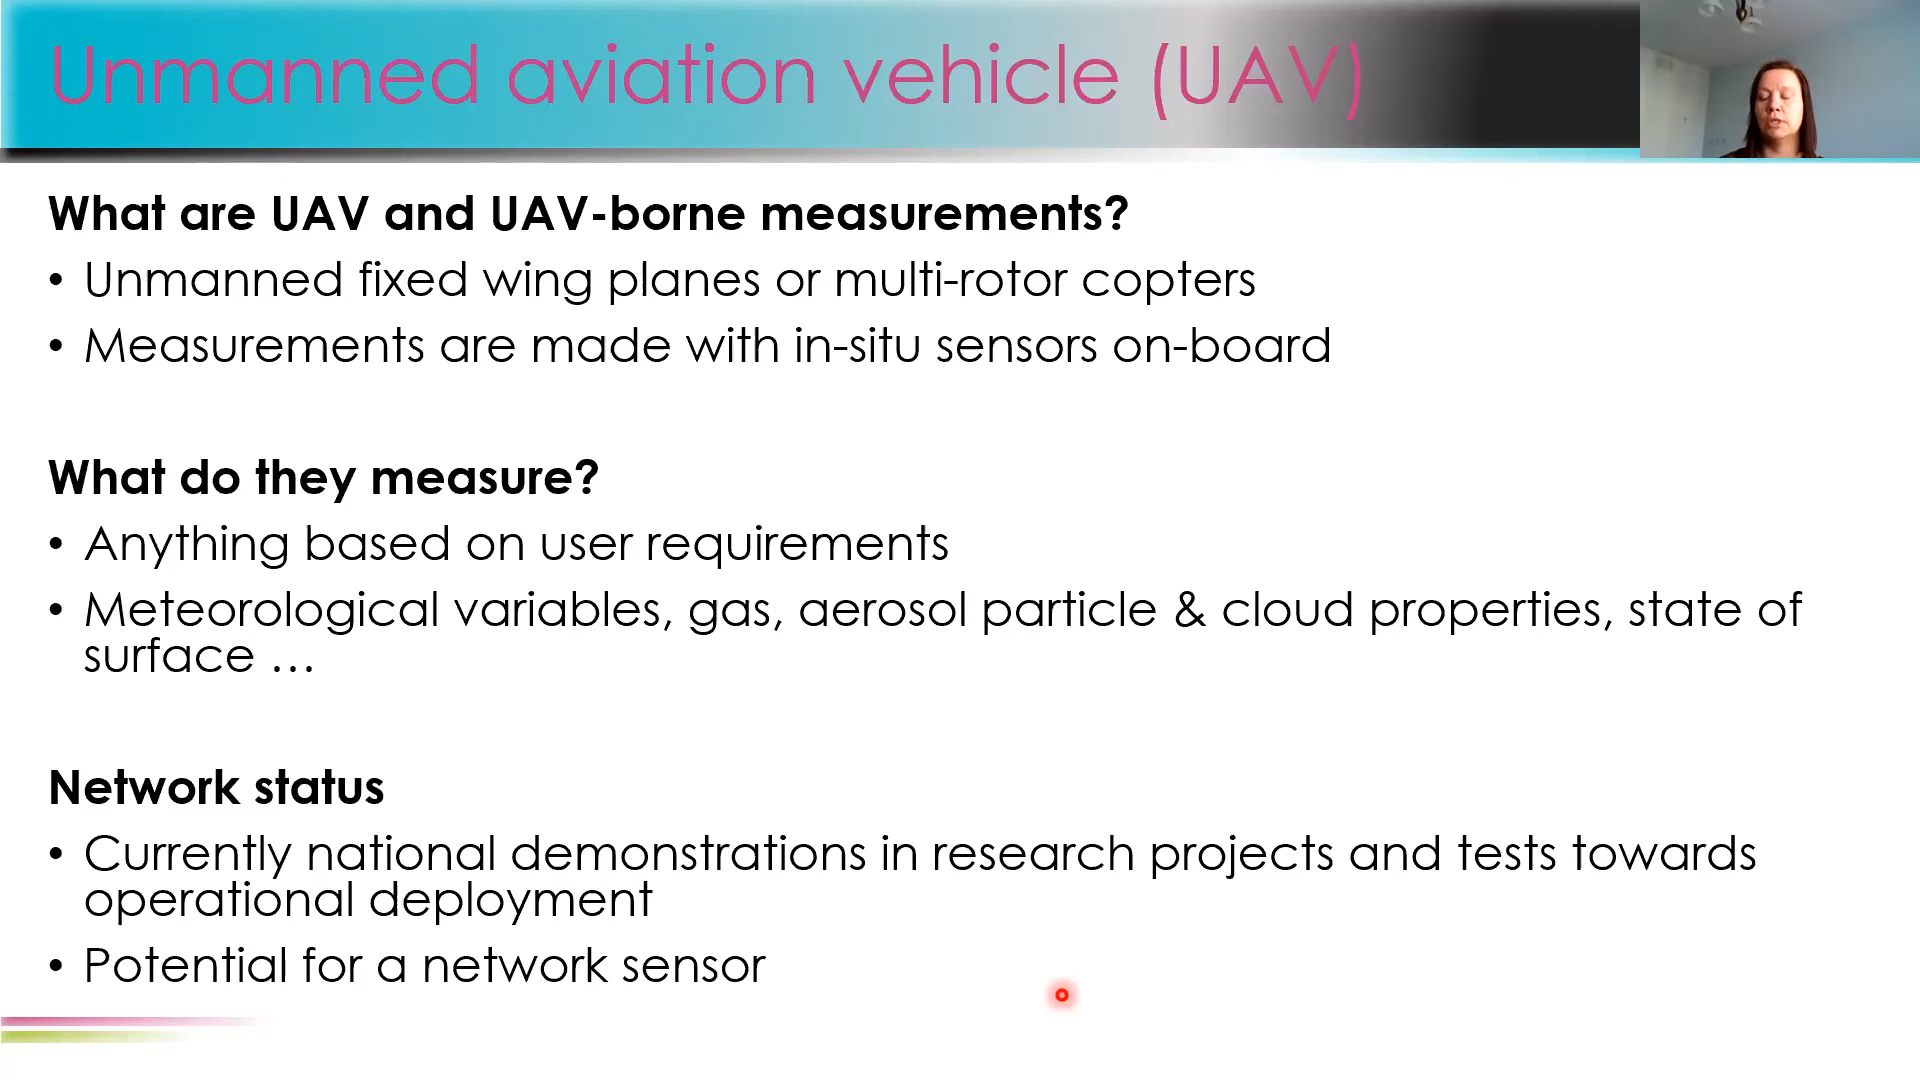 Unmanned aviation vehicle (UAV)
What are UAV and UAV-borne measurements?
• Unmanned fixed wing planes or multi-rotor copters
• Measurements are made with in-situ sensors on-board
What do they measure?
• Anything based on user requirements
• Meteorological variables, gas, aerosol particle & cloud properties, state of
surface …
Network status
• Currently national demonstrations in research projects and tests towards
operational deployment
• Potential for a network sensor